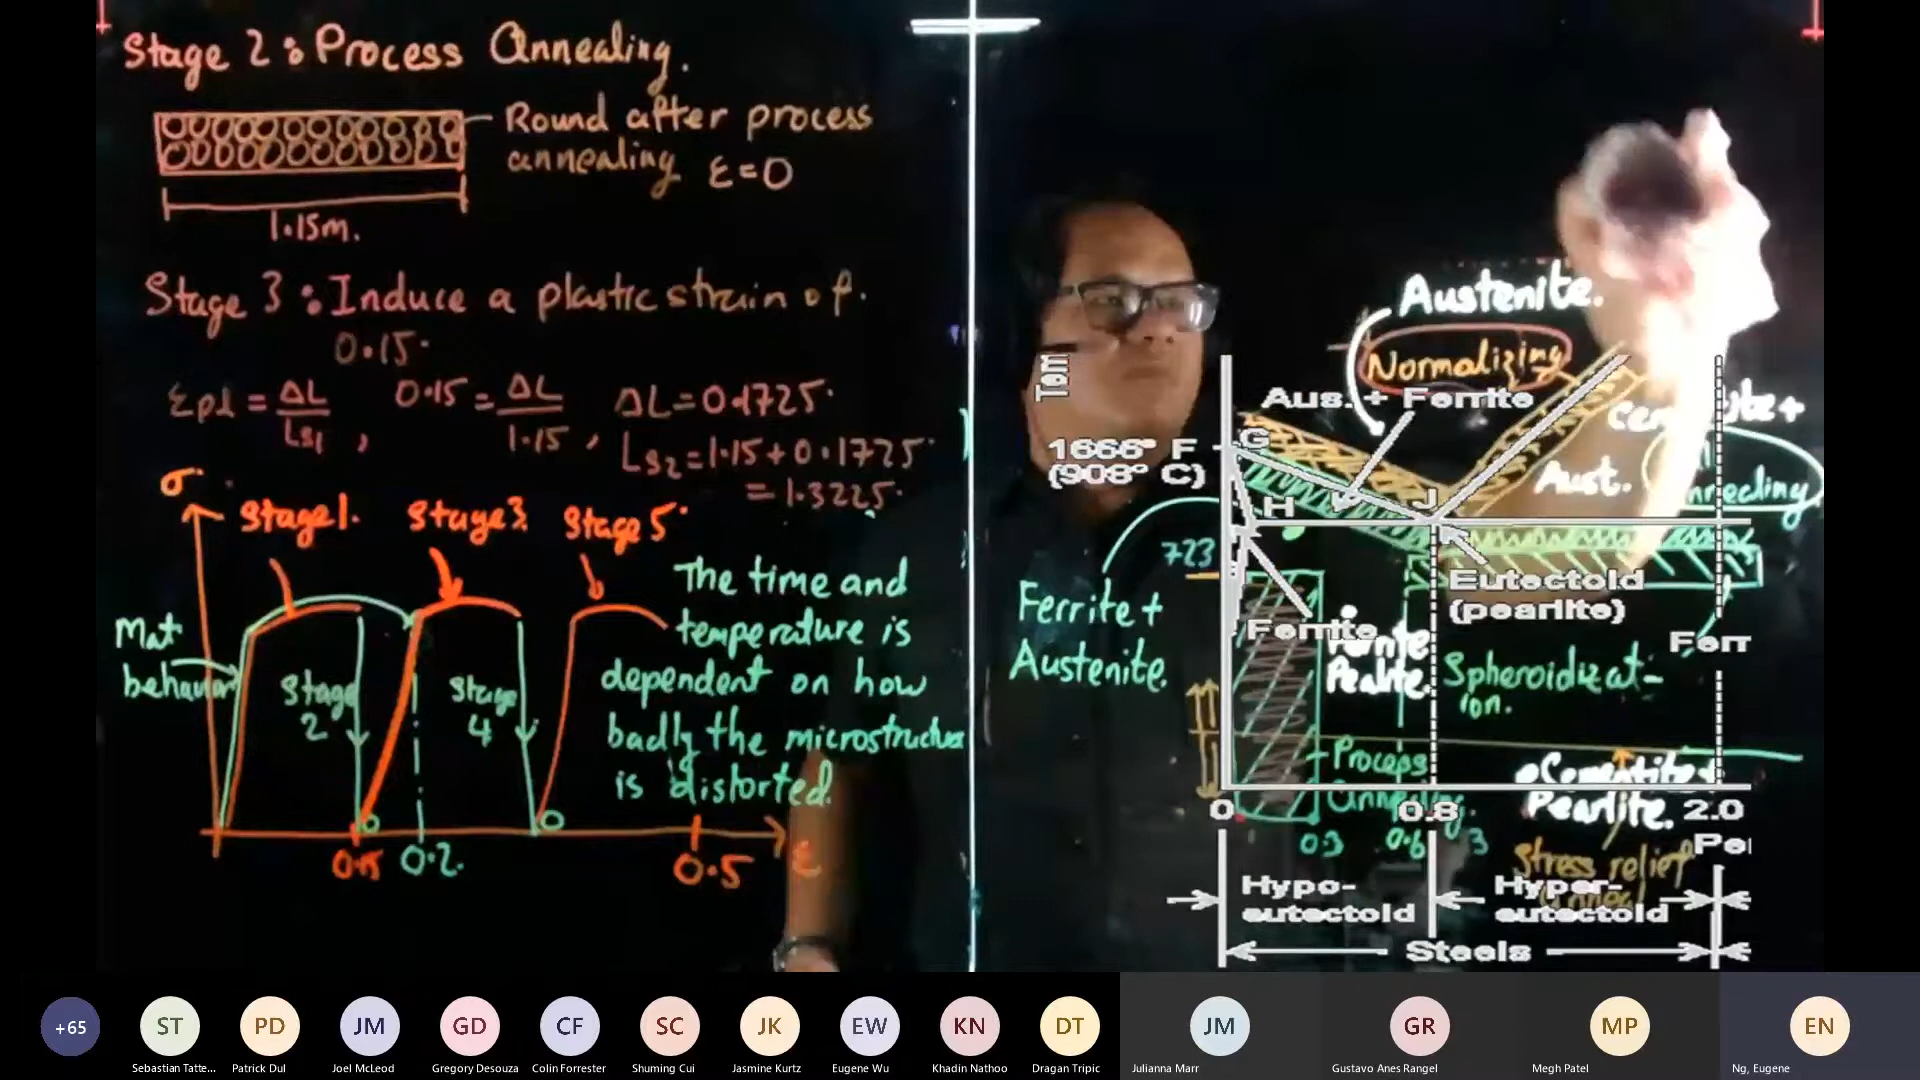 Stage 2: Process Annealing.
Round after process
annealing ε=0
1.15m.
Stage 3: Induce a plastic strain of.
0.15.
εpl = ΔL/Ls1, 0.15 = ΔL/1.15, ΔL=0.1725.
Ls2=1.15+0.1725.
=1.3225.
σ
Stage 1. Stage 3. Stage 5.
Mat
behavior
Stage
2
Stage
4
0.15 0.2. 0.5 ε
The time and
temperature is
dependent on how
badly the microstructure
is distorted.
Austenite.
Normalizing
Aus. + Ferrite
Tem
1666° F
(908° C)
G
H
J
Aust.
723
Ferrite +
Austenite.
Eutectoid
(pearlite)
Ferrite
Pearlite.
Ferr
Spheroidizat-
ion.
Process
Annealing.
Cementite +
Pearlite.
0 0.8 2.0
0.3 0.6
Stress relief
Hypo-
eutectoid
Hyper-
eutectoid
Steels
+65
ST
PD
JM
GD
CF
SC
JK
EW
KN
DT
JM
GR
MP
EN
Sebastian Tatte...
Patrick Dul
Joel McLeod
Gregory Desouza
Colin Forrester
Shuming Cui
Jasmine Kurtz
Eugene Wu
Khadin Nathoo
Dragan Tripic
Julianna Marr
Gustavo Anes Rangel
Megh Patel
Ng, Eugene